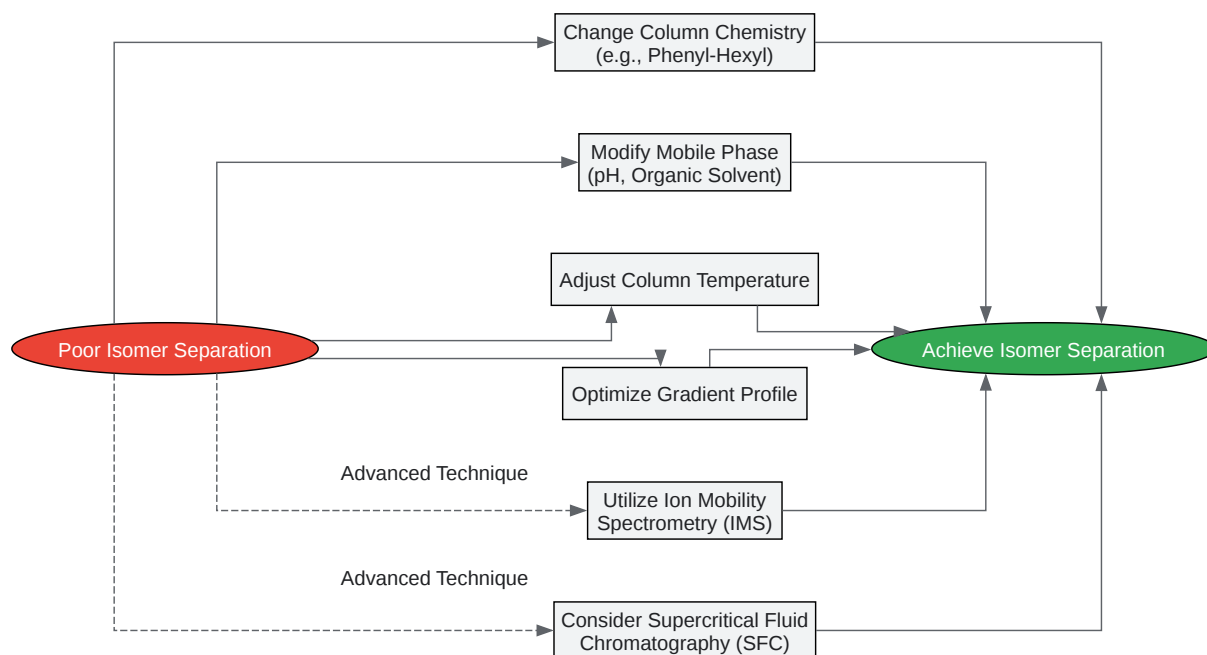 Change Column Chemistry
(e.g., Phenyl-Hexyl)
Modify Mobile Phase
(pH, Organic Solvent)
Adjust Column Temperature
Poor Isomer Separation
Achieve Isomer Separation
Optimize Gradient Profile
Advanced Technique
Utilize Ion Mobility
Spectrometry (IMS)
Advanced Technique
Consider Supercritical Fluid
Chromatography (SFC)